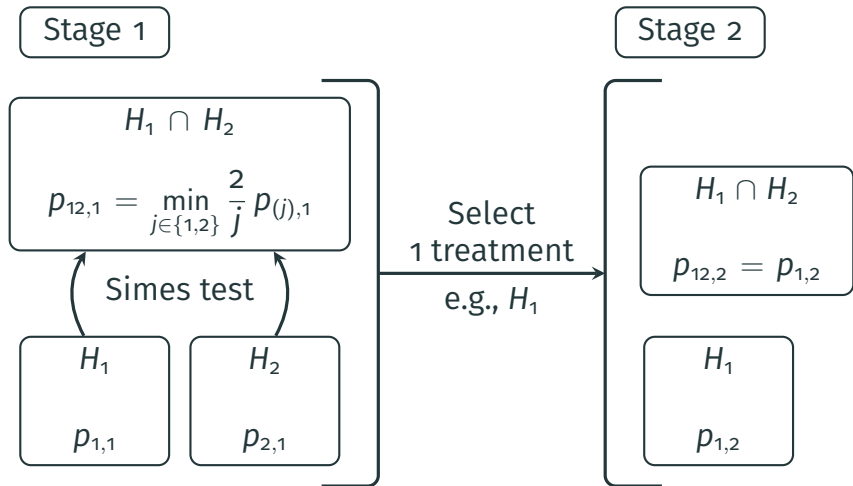 Stage 1
H₁ ∩ H₂
p₁₂,₁ = min_{j∈{1,2}} 2/j p₍ⱼ₎,₁
Simes test
H₁
p₁,₁
H₂
p₂,₁
Select
1 treatment
e.g., H₁
Stage 2
H₁ ∩ H₂
p₁₂,₂ = p₁,₂
H₁
p₁,₂